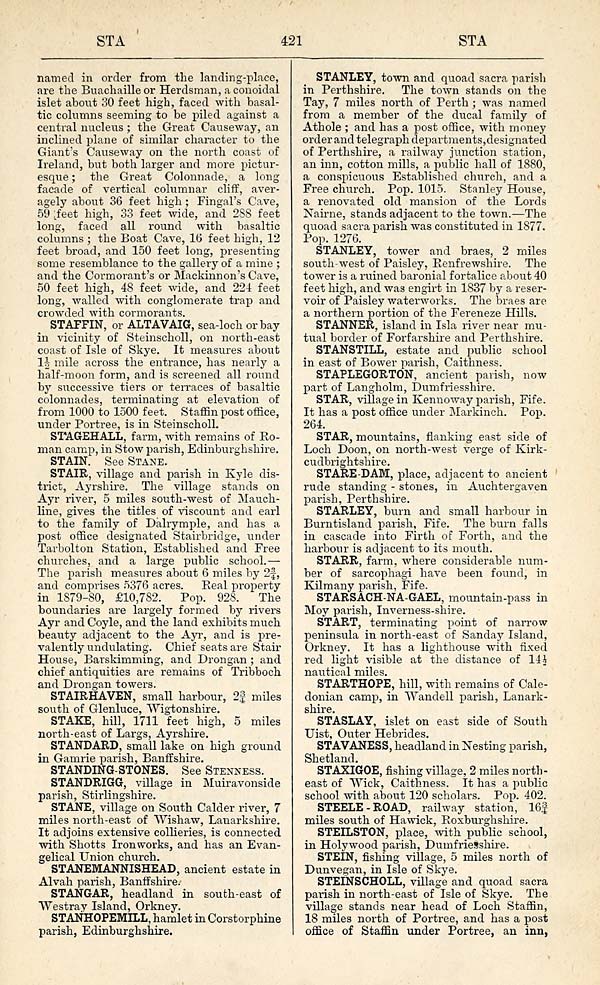 STA 421 STA
named in order from the landing-place,
are the Buachaille or Herdsman, a conoidal
islet about 30 feet high, faced with basal-
tic columns seeming to be piled against a
central nucleus ; the Great Causeway, an
inclined plane of similar character to the
Giant's Causeway on the north coast of
Ireland, but both larger and more pictur-
esque ; the Great Colonnade, a long
facade of vertical columnar cliff, aver-
agely about 36 feet high ; Fingal's Cave,
59 feet high, 33 feet wide, and 288 feet
long, faced all round with basaltic
columns ; the Boat Cave, 16 feet high, 12
feet broad, and 150 feet long, presenting
some resemblance to the gallery of a mine ;
and the Cormorant's or Mackinnon's Cave,
50 feet high, 48 feet wide, and 224 feet
long, walled with conglomerate trap and
crowded with cormorants.
STAFFIN, or ALTAVAIG, sea-loch or bay
in vicinity of Steinscholl, on north-east
coast of Isle of Skye. It measures about
1½ mile across the entrance, has nearly a
half-moon form, and is screened all round
by successive tiers or terraces of basaltic
colonnades, terminating at elevation of
from 1000 to 1500 feet. Staffin post office,
under Portree, is in Steinscholl.
STAGEHALL, farm, with remains of Ro-
man camp, in Stow parish, Edinburghshire.
STAIN. See STANE.
STAIR, village and parish in Kyle dis-
trict, Ayrshire. The village stands on
Ayr river, 5 miles south-west of Mauch-
line, gives the titles of viscount and earl
to the family of Dalrymple, and has a
post office designated Stairbridge, under
Tarbolton Station, Established and Free
churches, and a large public school.—
The parish measures about 6 miles by 2¾,
and comprises 5376 acres. Real property
in 1879-80, £10,782. Pop. 928. The
boundaries are largely formed by rivers
Ayr and Coyle, and the land exhibits much
beauty adjacent to the Ayr, and is pre-
valently undulating. Chief seats are Stair
House, Barskimming, and Drongan ; and
chief antiquities are remains of Tribboch
and Drongan towers.
STAIRHAVEN, small harbour, 2¾ miles
south of Glenluce, Wigtonshire.
STAKE, hill, 1711 feet high, 5 miles
north-east of Largs, Ayrshire.
STANDARD, small lake on high ground
in Gamrie parish, Banffshire.
STANDING-STONES. See STENNESS.
STANDRIGG, village in Muiravonside
parish, Stirlingshire.
STANE, village on South Calder river, 7
miles north-east of Wishaw, Lanarkshire.
It adjoins extensive collieries, is connected
with Shotts Ironworks, and has an Evan-
gelical Union church.
STANEMANNISHEAD, ancient estate in
Alvah parish, Banffshire.
STANGAR, headland in south-east of
Westray Island, Orkney.
STANHOPEMILL, hamlet in Corstorphine
parish, Edinburghshire.
STANLEY, town and quoad sacra parish
in Perthshire. The town stands on the
Tay, 7 miles north of Perth ; was named
from a member of the ducal family of
Athole ; and has a post office, with money
order and telegraph departments, designated
of Perthshire, a railway junction station,
an inn, cotton mills, a public hall of 1880,
a conspicuous Established church, and a
Free church. Pop. 1015. Stanley House,
a renovated old mansion of the Lords
Nairne, stands adjacent to the town.—The
quoad sacra parish was constituted in 1877.
Pop. 1276.
STANLEY, tower and braes, 2 miles
south-west of Paisley, Renfrewshire. The
tower is a ruined baronial fortalice about 40
feet high, and was engirt in 1837 by a reser-
voir of Paisley waterworks. The braes are
a northern portion of the Fereneze Hills.
STANNER, island in Isla river near mu-
tual border of Forfarshire and Perthshire.
STANSTILL, estate and public school
in east of Bower parish, Caithness.
STAPLEGORTON, ancient parish, now
part of Langholm, Dumfriesshire.
STAR, village in Kennoway parish, Fife.
It has a post office under Markinch. Pop.
264.
STAR, mountains, flanking east side of
Loch Doon, on north-west verge of Kirk-
cudbrightshire.
STARE-DAM, place, adjacent to ancient
rude standing - stones, in Auchtergaven
parish, Perthshire.
STARLEY, burn and small harbour in
Burntisland parish, Fife. The burn falls
in cascade into Firth of Forth, and the
harbour is adjacent to its mouth.
STARR, farm, where considerable num-
ber of sarcophagi have been found, in
Kilmany parish, Fife.
STARSACH-NA-GAEL, mountain-pass in
Moy parish, Inverness-shire.
START, terminating point of narrow
peninsula in north-east of Sanday Island,
Orkney. It has a lighthouse with fixed
red light visible at the distance of 14½
nautical miles.
STARTHOPE, hill, with remains of Cale-
donian camp, in Wandell parish, Lanark-
shire.
STASLAY, islet on east side of South
Uist, Outer Hebrides.
STAVANESS, headland in Nesting parish,
Shetland.
STAXIGOE, fishing village, 2 miles north-
east of Wick, Caithness. It has a public
school with about 120 scholars. Pop. 402.
STEELE - ROAD, railway station, 16¾
miles south of Hawick, Roxburghshire.
STEILSTON, place, with public school,
in Holywood parish, Dumfriesshire.
STEIN, fishing village, 5 miles north of
Dunvegan, in Isle of Skye.
STEINSCHOLL, village and quoad sacra
parish in north-east of Isle of Skye. The
village stands near head of Loch Staffin,
18 miles north of Portree, and has a post
office of Staffin under Portree, an inn,